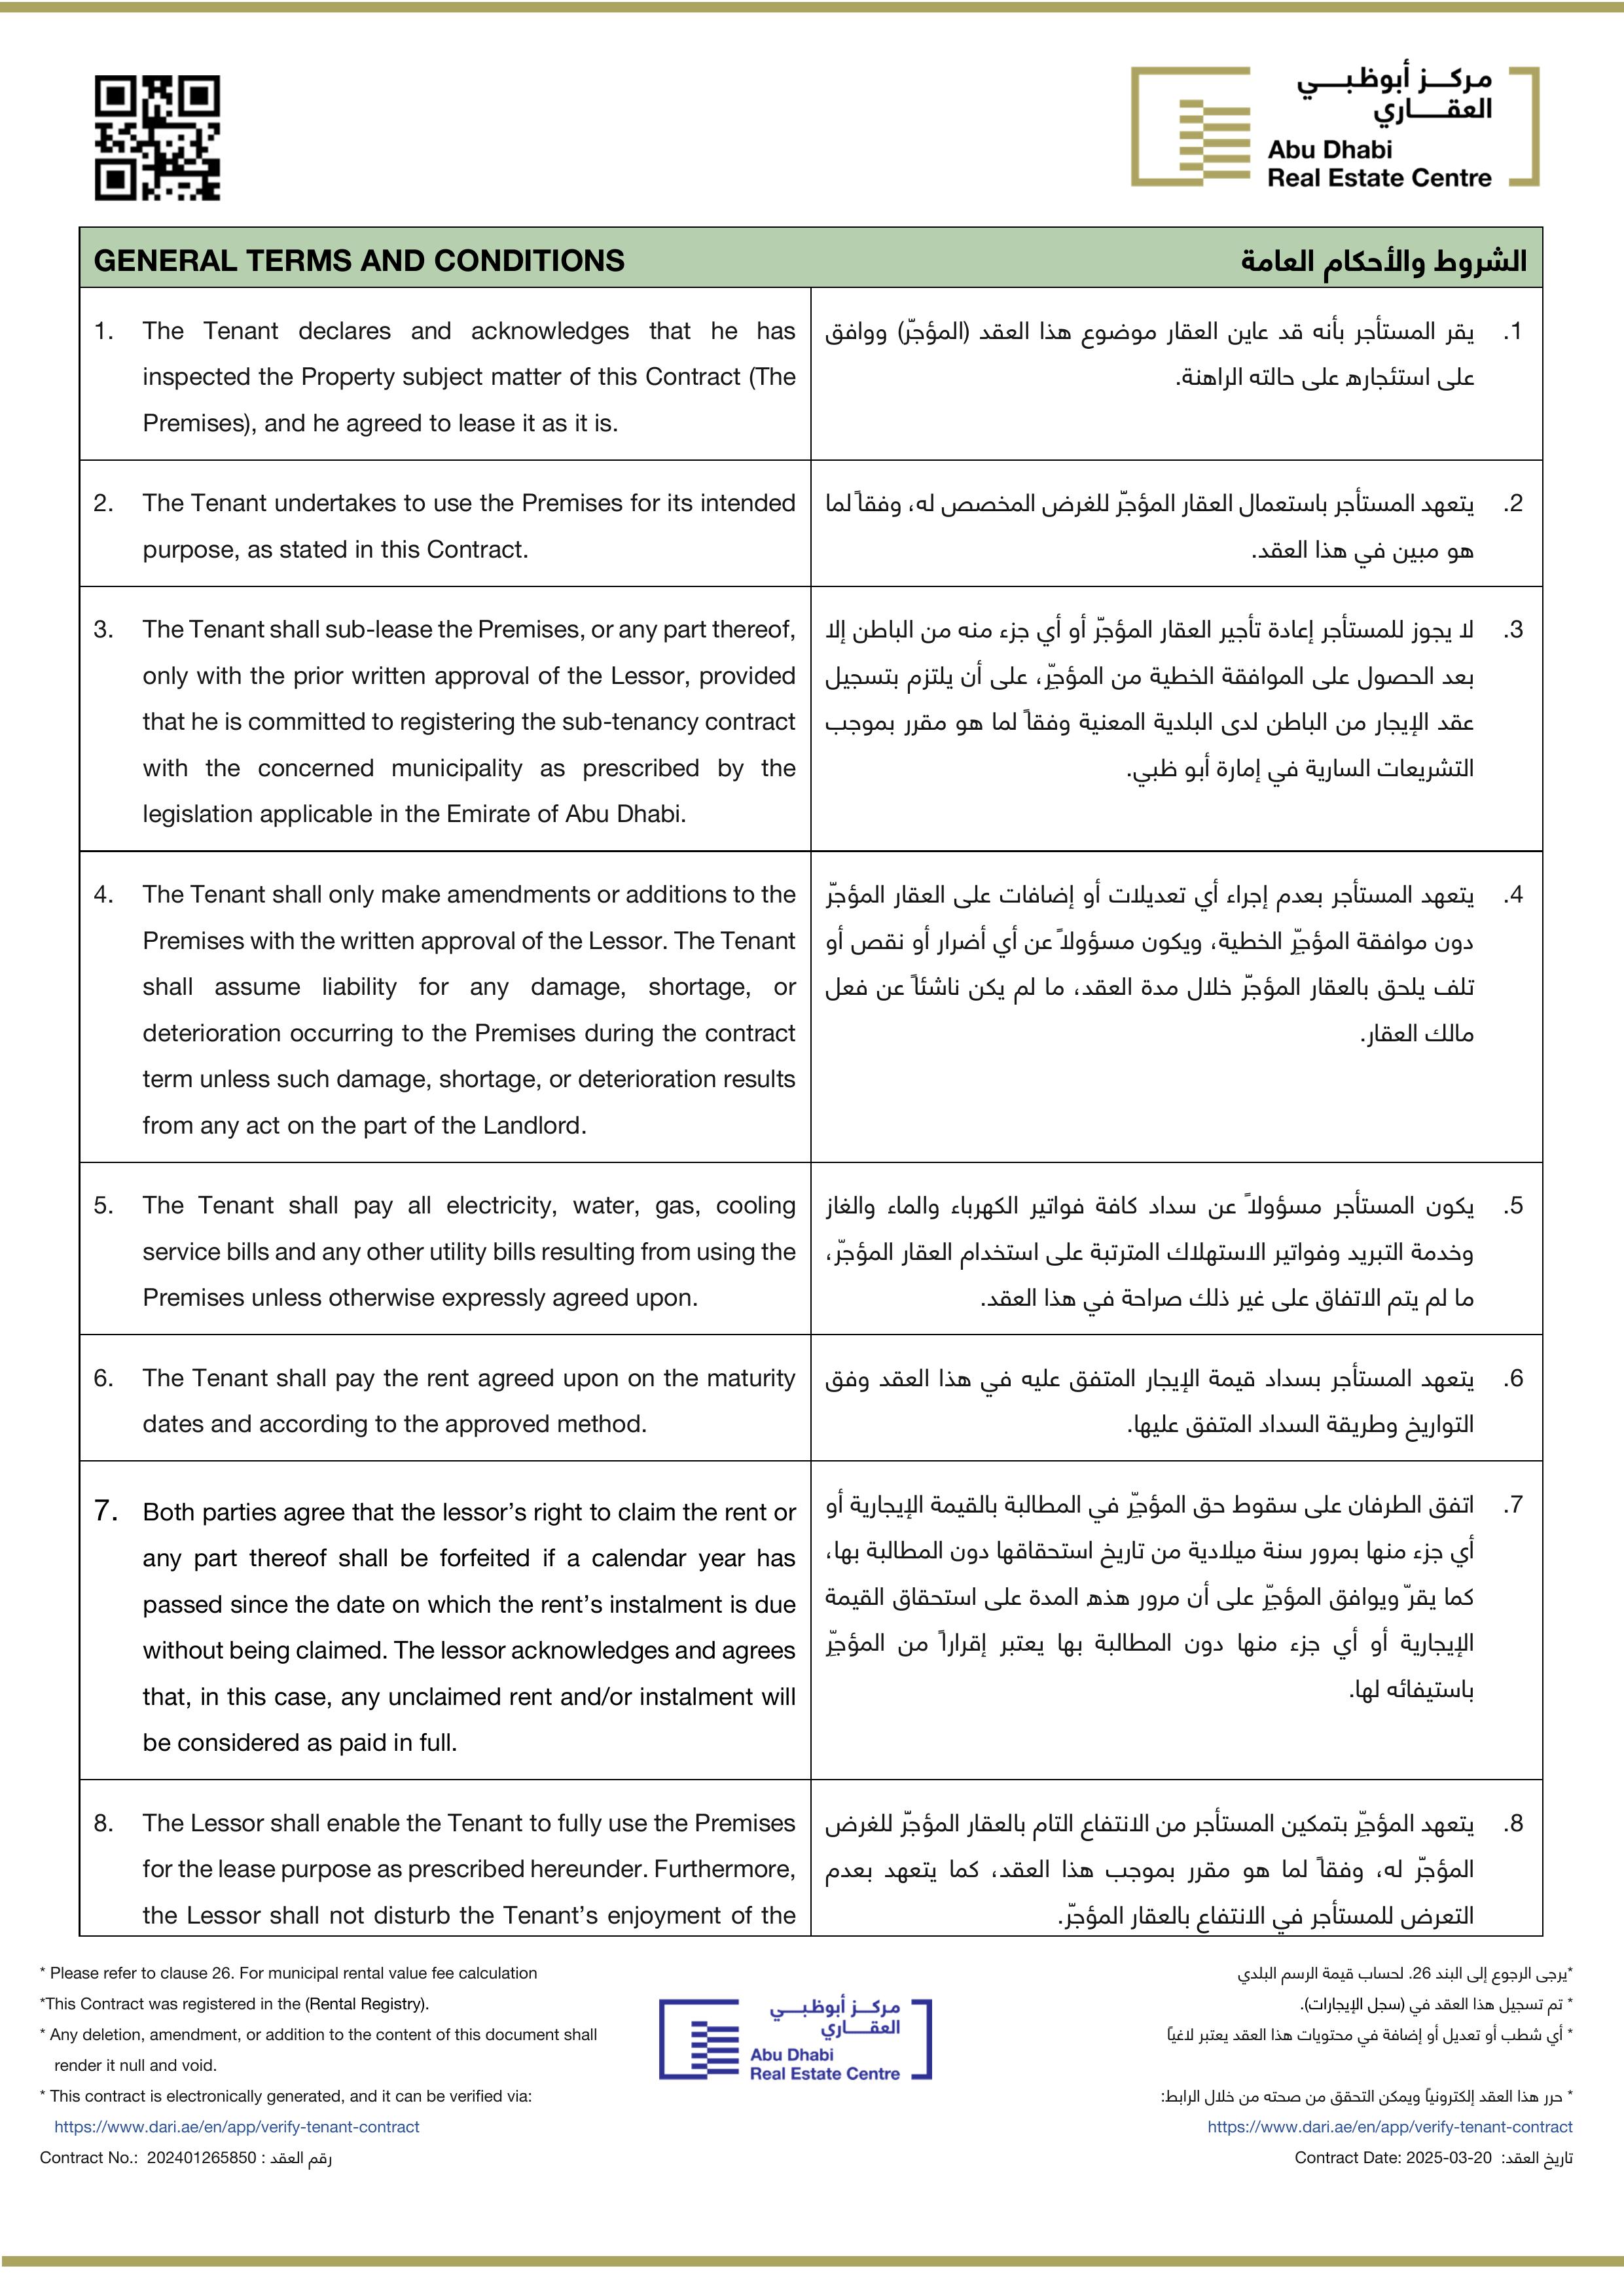 مركـــز أبوظبـــي
العقــــاري
Abu Dhabi
Real Estate Centre
GENERAL TERMS AND CONDITIONS
الشروط والأحكام العامة
1. The Tenant declares and acknowledges that he has
inspected the Property subject matter of this Contract (The
Premises), and he agreed to lease it as it is.
1. يقر المستأجر بأنه قد عاين العقار موضوع هذا العقد (المؤجّر) ووافق
على استئجاره على حالته الراهنة.
2. The Tenant undertakes to use the Premises for its intended
purpose, as stated in this Contract.
2. يتعهد المستأجر باستعمال العقار المؤجّر للغرض المخصص له، وفقاً لما
هو مبين في هذا العقد.
3. The Tenant shall sub-lease the Premises, or any part thereof,
only with the prior written approval of the Lessor, provided
that he is committed to registering the sub-tenancy contract
with the concerned municipality as prescribed by the
legislation applicable in the Emirate of Abu Dhabi.
3. لا يجوز للمستأجر إعادة تأجير العقار المؤجّر أو أي جزء منه من الباطن إلا
بعد الحصول على الموافقة الخطية من المؤجِّر، على أن يلتزم بتسجيل
عقد الإيجار من الباطن لدى البلدية المعنية وفقاً لما هو مقرر بموجب
التشريعات السارية في إمارة أبو ظبي.
4. The Tenant shall only make amendments or additions to the
Premises with the written approval of the Lessor. The Tenant
shall assume liability for any damage, shortage, or
deterioration occurring to the Premises during the contract
term unless such damage, shortage, or deterioration results
from any act on the part of the Landlord.
4. يتعهد المستأجر بعدم إجراء أي تعديلات أو إضافات على العقار المؤجّر
دون موافقة المؤجِّر الخطية، ويكون مسؤولاً عن أي أضرار أو نقص أو
تلف يلحق بالعقار المؤجّر خلال مدة العقد، ما لم يكن ناشئاً عن فعل
مالك العقار.
5. The Tenant shall pay all electricity, water, gas, cooling
service bills and any other utility bills resulting from using the
Premises unless otherwise expressly agreed upon.
5. يكون المستأجر مسؤولاً عن سداد كافة فواتير الكهرباء والماء والغاز
وخدمة التبريد وفواتير الاستهلاك المترتبة على استخدام العقار المؤجّر،
ما لم يتم الاتفاق على غير ذلك صراحة في هذا العقد.
6. The Tenant shall pay the rent agreed upon on the maturity
dates and according to the approved method.
6. يتعهد المستأجر بسداد قيمة الإيجار المتفق عليه في هذا العقد وفق
التواريخ وطريقة السداد المتفق عليها.
7. Both parties agree that the lessor’s right to claim the rent or
any part thereof shall be forfeited if a calendar year has
passed since the date on which the rent’s instalment is due
without being claimed. The lessor acknowledges and agrees
that, in this case, any unclaimed rent and/or instalment will
be considered as paid in full.
7. اتفق الطرفان على سقوط حق المؤجِّر في المطالبة بالقيمة الإيجارية أو
أي جزء منها بمرور سنة ميلادية من تاريخ استحقاقها دون المطالبة بها،
كما يقرّ ويوافق المؤجِّر على أن مرور هذه المدة على استحقاق القيمة
الإيجارية أو أي جزء منها دون المطالبة بها يعتبر إقراراً من المؤجِّر
باستيفائه لها.
8. The Lessor shall enable the Tenant to fully use the Premises
for the lease purpose as prescribed hereunder. Furthermore,
the Lessor shall not disturb the Tenant’s enjoyment of the
8. يتعهد المؤجِّر بتمكين المستأجر من الانتفاع التام بالعقار المؤجّر للغرض
المؤجّر له، وفقاً لما هو مقرر بموجب هذا العقد، كما يتعهد بعدم
التعرض للمستأجر في الانتفاع بالعقار المؤجّر.
* Please refer to clause 26. For municipal rental value fee calculation
*This Contract was registered in the (Rental Registry).
* Any deletion, amendment, or addition to the content of this document shall
render it null and void.
* This contract is electronically generated, and it can be verified via:
https://www.dari.ae/en/app/verify-tenant-contract
Contract No.: 202401265850 : رقم العقد
مركـــز أبوظبـــي
العقــــاري
Abu Dhabi
Real Estate Centre
*يرجى الرجوع إلى البند 26. لحساب قيمة الرسم البلدي
* تم تسجيل هذا العقد في (سجل الإيجارات).
* أي شطب أو تعديل أو إضافة في محتويات هذا العقد يعتبر لاغياً
* حرر هذا العقد إلكترونياً ويمكن التحقق من صحته من خلال الرابط:
https://www.dari.ae/en/app/verify-tenant-contract
Contract Date: 2025-03-20 :تاريخ العقد